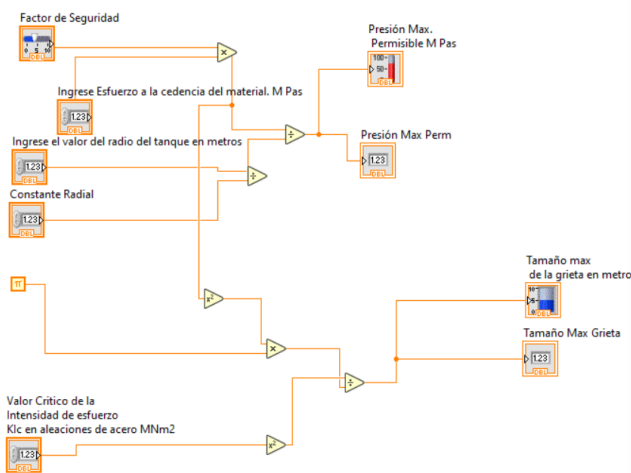 Factor de Seguridad
DBL
Presión Max.
Permisible M Pas
100-
50-
DBL
Ingrese Esfuerzo a la cedencia del material. M Pas
1.23
DBL
Ingrese el valor del radio del tanque en metros
1.23
DBL
Presión Max Perm
1.23
DBL
Constante Radial
1.23
DBL
Tamaño max
de la grieta en metro
10-
5-
0-
DBL
π
x²
Tamaño Max Grieta
1.23
DBL
Valor Critico de la
Intensidad de esfuerzo
KIc en aleaciones de acero MNm2
1.23
DBL
x²